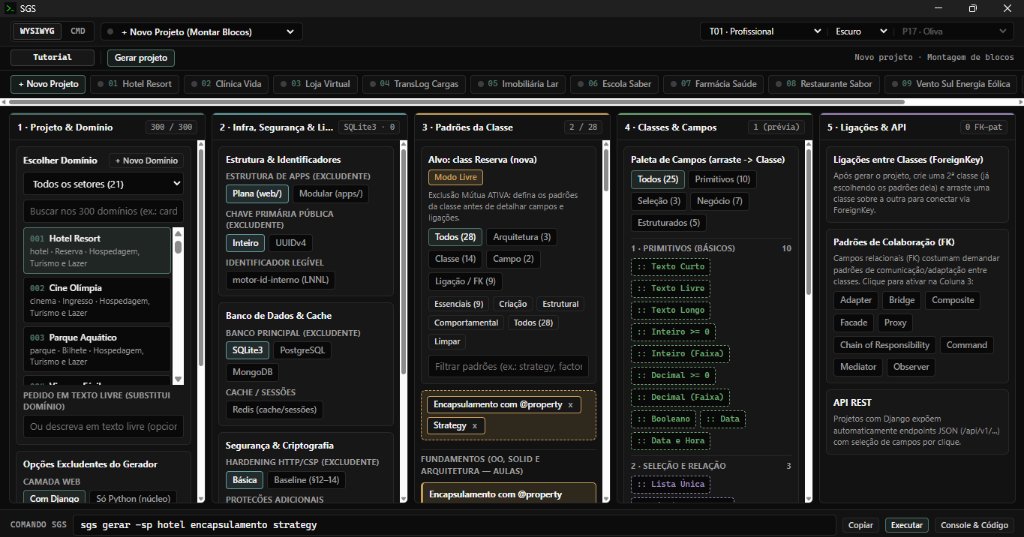 SGS
WYSIWYG CMD + Novo Projeto (Montar Blocos) T01 · Profissional Escuro P17 · Oliva
Tutorial Gerar projeto Novo projeto · Montagem de blocos
+ Novo Projeto 01 Hotel Resort 02 Clínica Vida 03 Loja Virtual 04 TransLog Cargas 05 Imobiliária Lar 06 Escola Saber 07 Farmácia Saúde 08 Restaurante Sabor 09 Vento Sul Energia Eólica
1 · Projeto & Domínio 300 / 300
Escolher Domínio + Novo Domínio
Todos os setores (21)
Buscar nos 300 domínios (ex.: card
001 Hotel Resort
hotel · Reserva · Hospedagem,
Turismo e Lazer
002 Cine Olímpia
cinema · Ingresso · Hospedagem,
Turismo e Lazer
003 Parque Aquático
parque · Bilhete · Hospedagem,
Turismo e Lazer
PEDIDO EM TEXTO LIVRE (SUBSTITUI
DOMÍNIO)
Ou descreva em texto livre (opcior
Opções Excludentes do Gerador
CAMADA WEB
Com Django Só Python (núcleo)
2 · Infra, Segurança & Li... SQLite3 · 0
Estrutura & Identificadores
ESTRUTURA DE APPS (EXCLUDENTE)
Plana (web/) Modular (apps/)
CHAVE PRIMÁRIA PÚBLICA
(EXCLUDENTE)
Inteiro UUIDv4
IDENTIFICADOR LEGÍVEL
motor-id-interno (LNNL)
Banco de Dados & Cache
BANCO PRINCIPAL (EXCLUDENTE)
SQLite3 PostgreSQL
MongoDB
CACHE / SESSÕES
Redis (cache/sessões)
Segurança & Criptografia
HARDENING HTTP/CSP (EXCLUDENTE)
Básica Baseline (§12–14)
PROTEÇÕES ADICIONAIS
3 · Padrões da Classe 2 / 28
Alvo: class Reserva (nova)
Modo Livre
Exclusão Mútua ATIVA: defina os padrões
da classe antes de detalhar campos e
ligações.
Todos (28) Arquitetura (3)
Classe (14) Campo (2)
Ligação / FK (9)
Essenciais (9) Criação Estrutural
Comportamental Todos (28)
Limpar
Filtrar padrões (ex.: strategy, factor
Encapsulamento com @property x
Strategy x
FUNDAMENTOS (OO, SOLID E
ARQUITETURA — AULAS)
Encapsulamento com @property
4 · Classes & Campos 1 (prévia)
Paleta de Campos (arraste -> Classe)
Todos (25) Primitivos (10)
Seleção (3) Negócio (7)
Estruturados (5)
1 · PRIMITIVOS (BÁSICOS) 10
:: Texto Curto
:: Texto Livre
:: Texto Longo
:: Inteiro >= 0
:: Inteiro (Faixa)
:: Decimal >= 0
:: Decimal (Faixa)
:: Booleano :: Data
:: Data e Hora
2 · SELEÇÃO E RELAÇÃO 3
:: Lista Única
5 · Ligações & API 0 FK-pat
Ligações entre Classes (ForeignKey)
Após gerar o projeto, crie uma 2ª classe (já
escolhendo os padrões dela) e arraste uma
classe sobre a outra para conectar via
ForeignKey.
Padrões de Colaboração (FK)
Campos relacionais (FK) costumam demandar
padrões de comunicação/adaptação entre
classes. Clique para ativar na Coluna 3:
Adapter Bridge Composite
Facade Proxy
Chain of Responsibility Command
Mediator Observer
API REST
Projetos com Django expõem
automaticamente endpoints JSON (/api/v1/...)
com seleção de campos por clique.
COMANDO SGS sgs gerar -sp hotel encapsulamento strategy Copiar Executar Console & Código